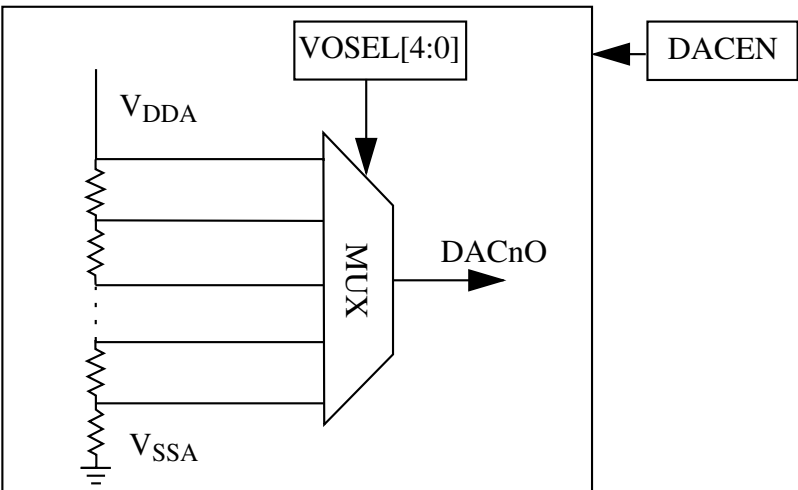 VOSEL[4:0]
DACEN
VDDA
MUX
DACnO
VSSA